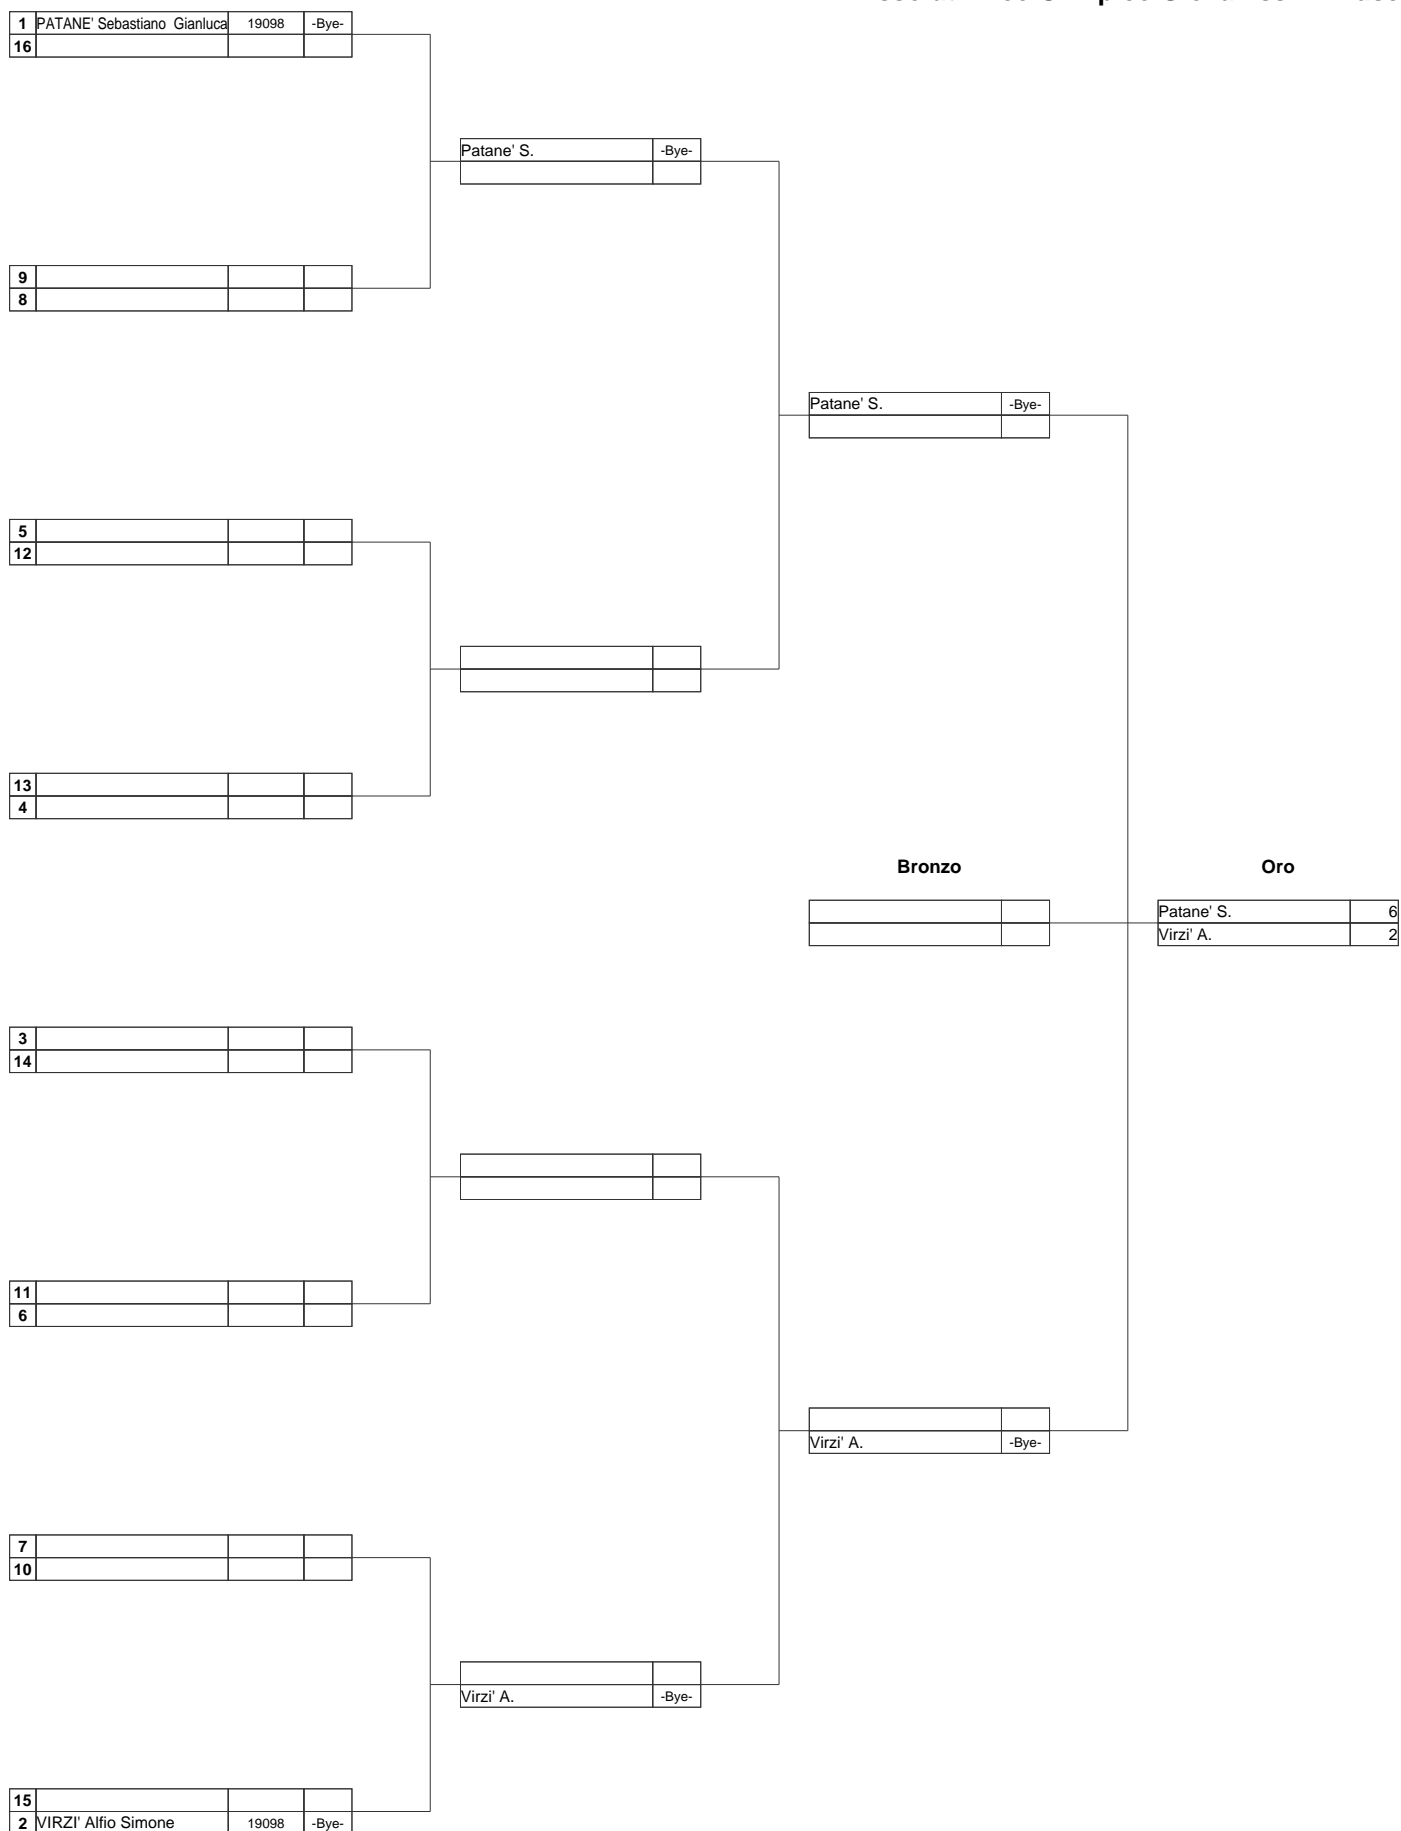 1 PATANE' Sebastiano Gianluca 19098 -Bye-
16
Patane' S. -Bye-
9
8
Patane' S. -Bye-
5
12
13
4
Bronzo Oro
Patane' S. 6
Virzi' A. 2
3
14
11
6
Virzi' A. -Bye-
7
10
Virzi' A. -Bye-
15
2 VIRZI' Alfio Simone 19098 -Bye-